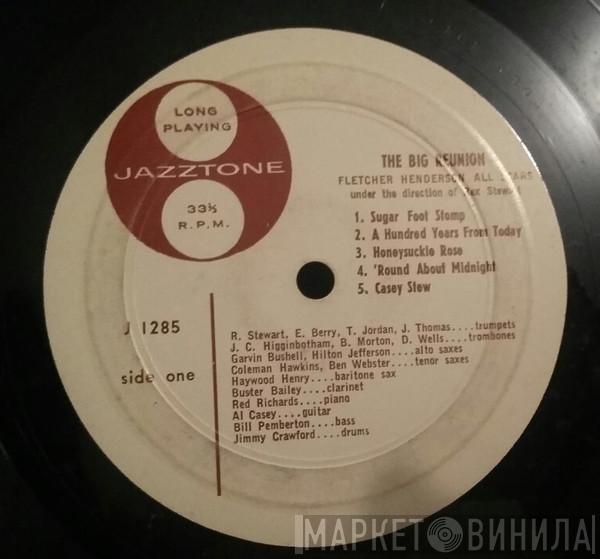 LONG
PLAYING
JAZZTONE
33⅓
R.P.M.
THE BIG REUNION
FLETCHER HENDERSON ALL STARS
under the direction of Rex Stewart
1. Sugar Foot Stomp
2. A Hundred Years From Today
3. Honeysuckle Rose
4. 'Round About Midnight
5. Casey Stew
J 1285
side one
R. Stewart, E. Berry, T. Jordan, J. Thomas....trumpets
J. C. Higginbotham, B. Morton, D. Wells....trombones
Garvin Bushell, Hilton Jefferson....alto saxes
Coleman Hawkins, Ben Webster....tenor saxes
Haywood Henry....baritone sax
Buster Bailey....clarinet
Red Richards....piano
Al Casey....guitar
Bill Pemberton....bass
Jimmy Crawford....drums
МАРКЕТ ВИНИЛА